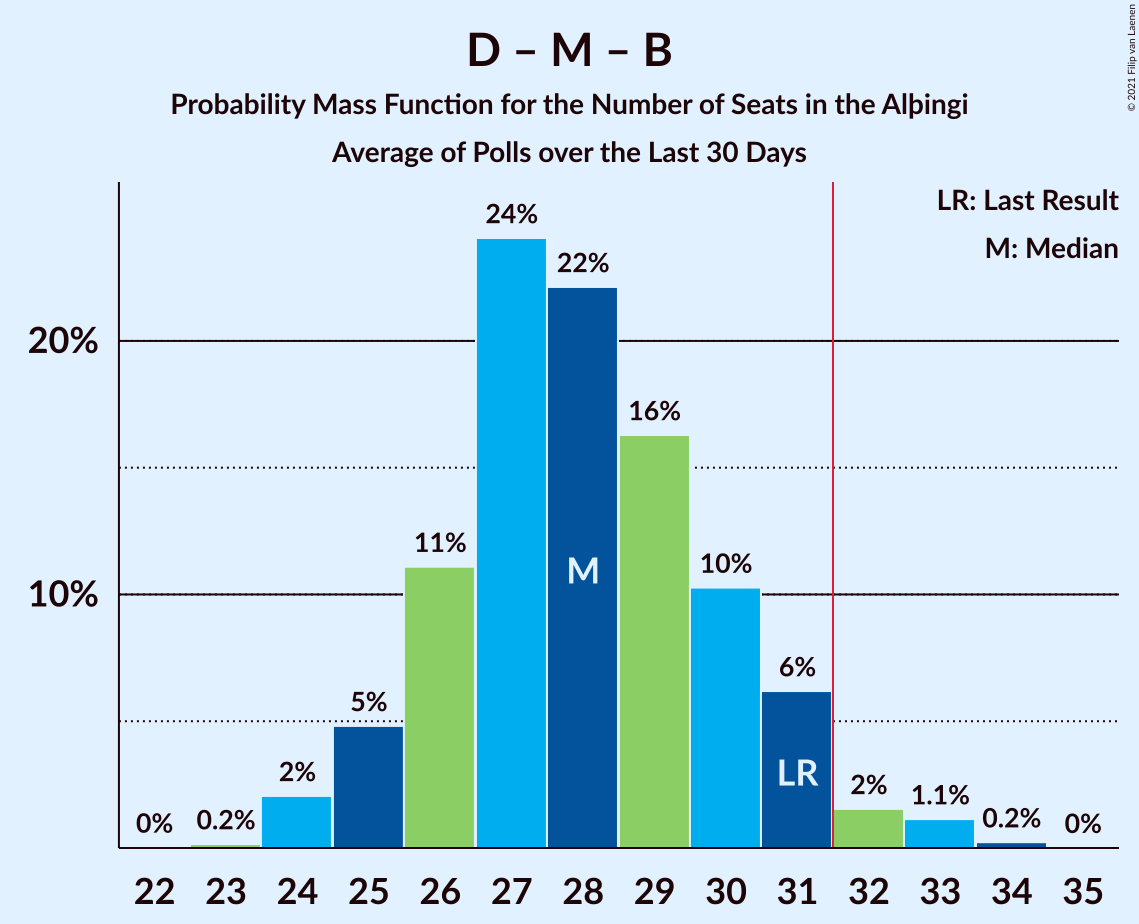 D – M – B
Probability Mass Function for the Number of Seats in the Alþingi
Average of Polls over the Last 30 Days
© 2021 Filip van Laenen
LR: Last Result
M: Median
24%
22%
20%
16%
11%
10%
M
10%
6%
5%
LR
2%
2%
1.1%
0%
0.2%
0.2%
0%
22 23 24 25 26 27 28 29 30 31 32 33 34 35